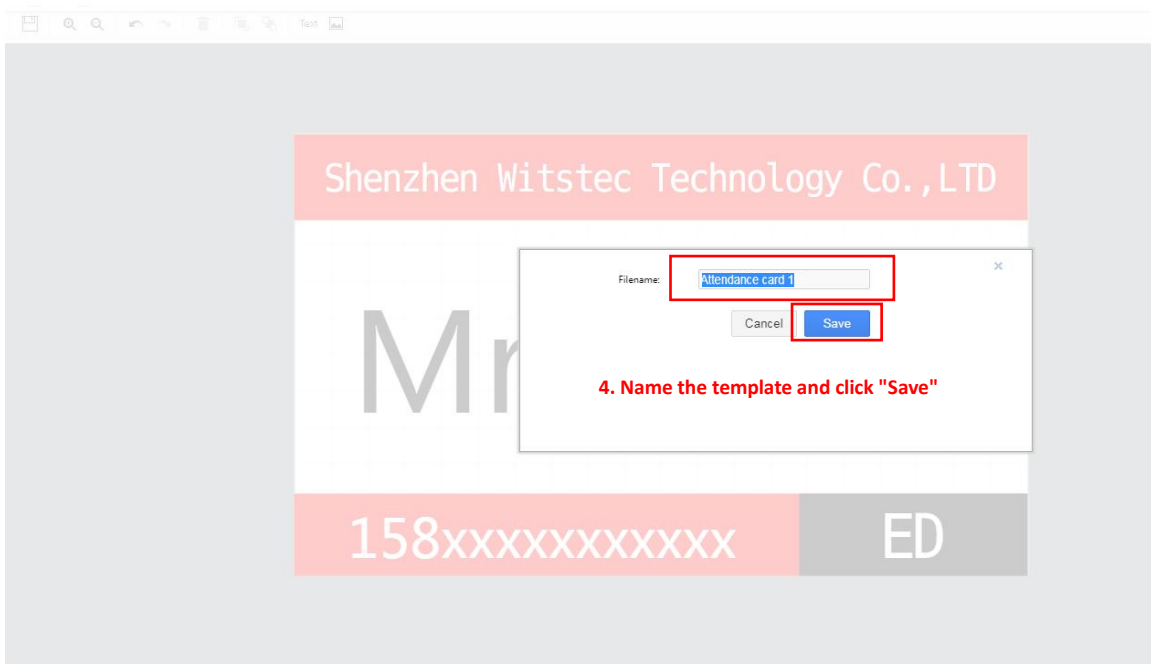 Text
Shenzhen Witstec Technology Co.,LTD
Filename:
Attendance card 1
×
Cancel
Save
Mr
4. Name the template and click "Save"
158xxxxxxxxxxx
ED